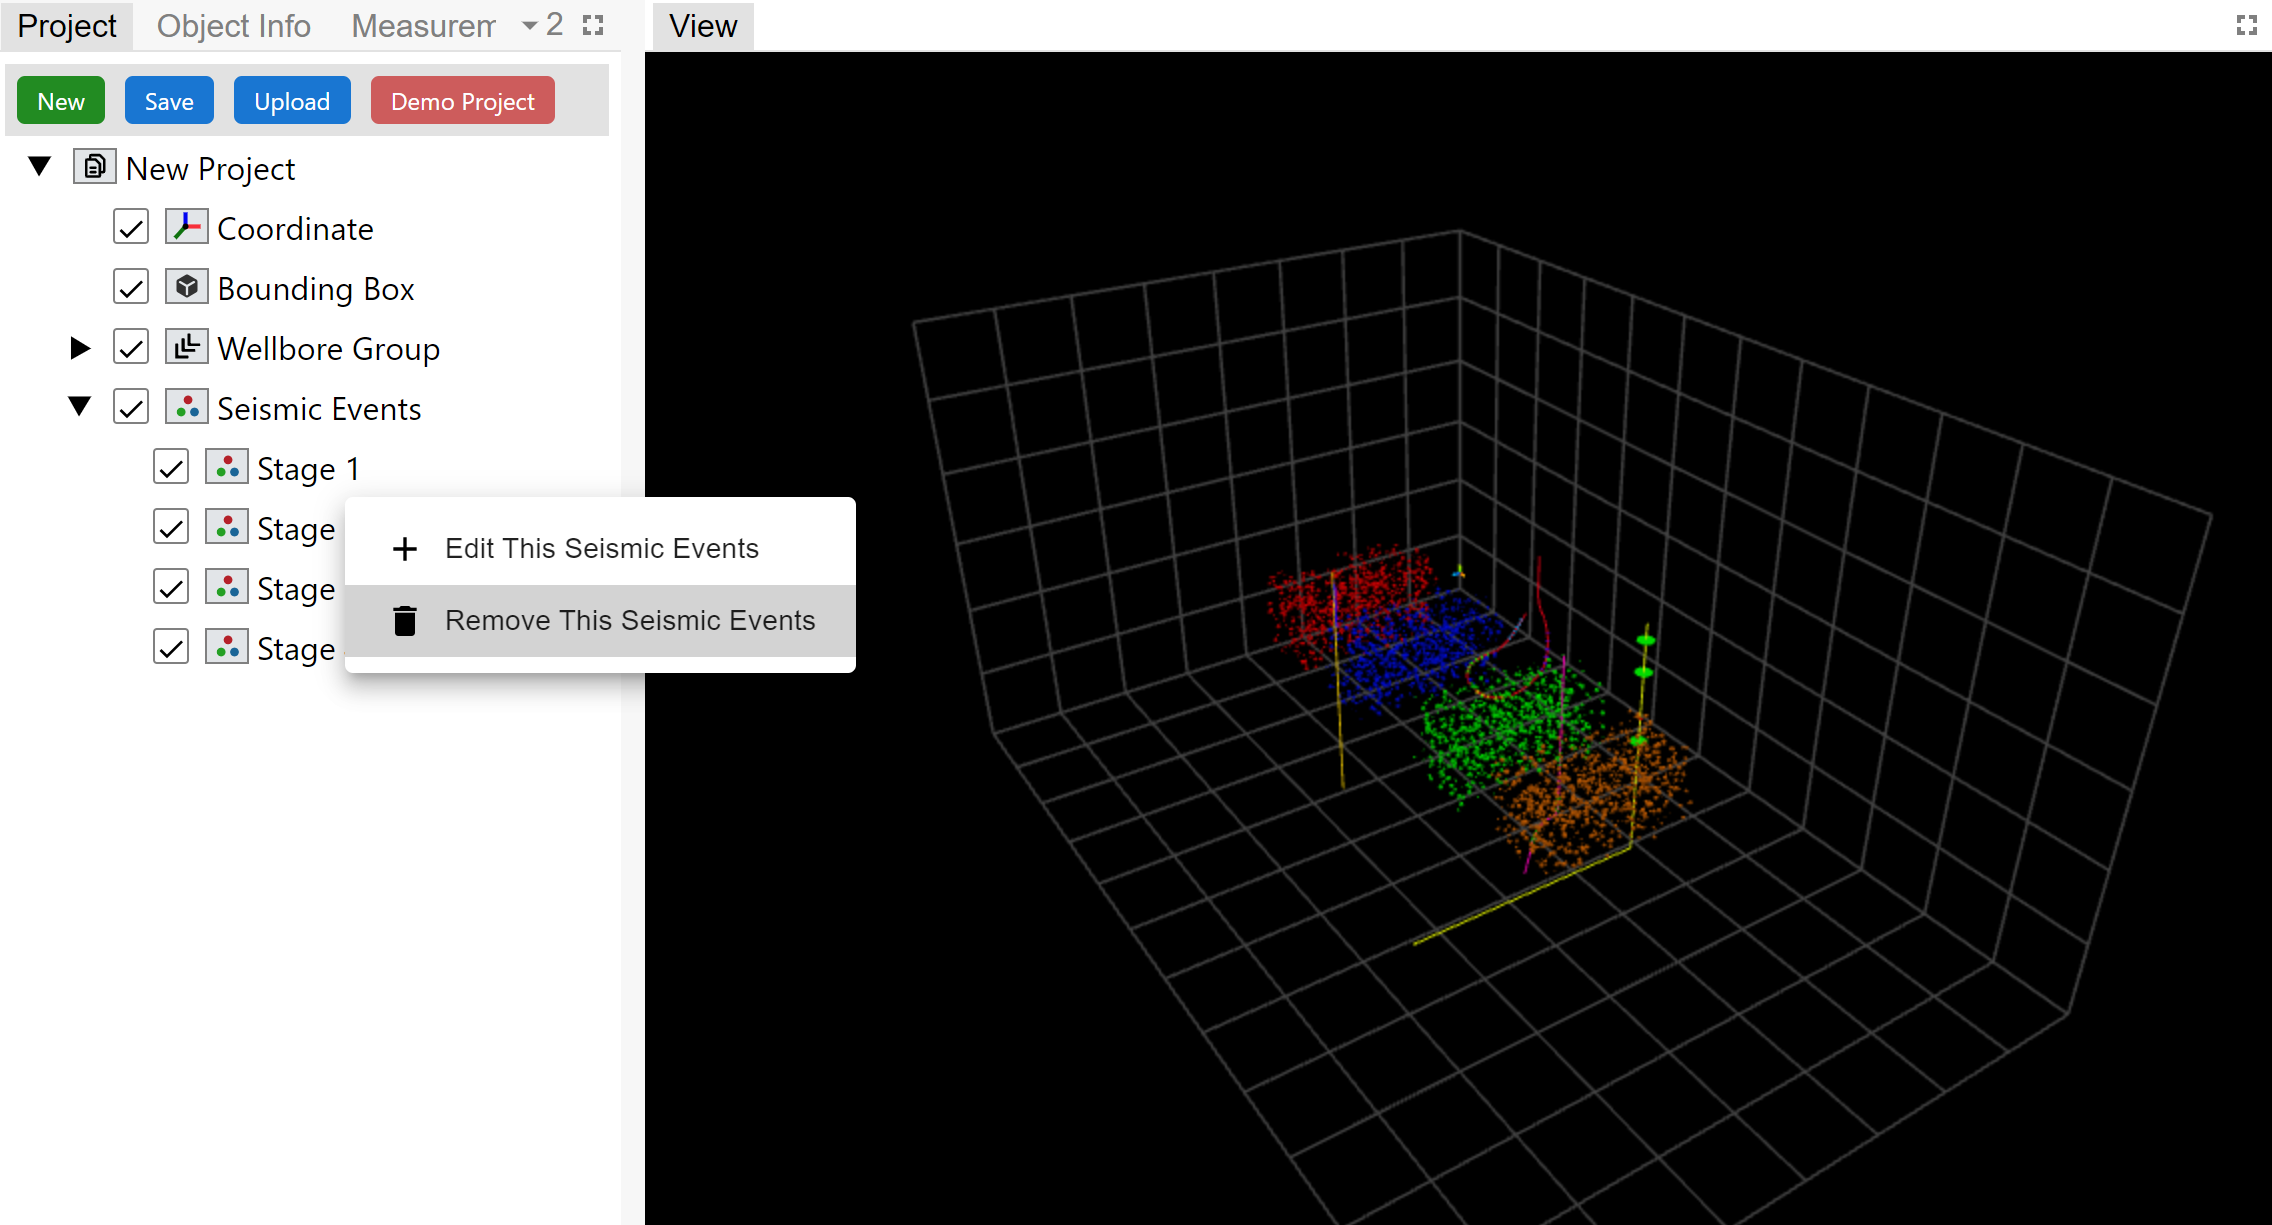 Project Object Info Measurem 2
View
New Save Upload Demo Project
New Project
Coordinate
Bounding Box
Wellbore Group
Seismic Events
Stage 1
Stage
Edit This Seismic Events
Stage
Remove This Seismic Events
Stage